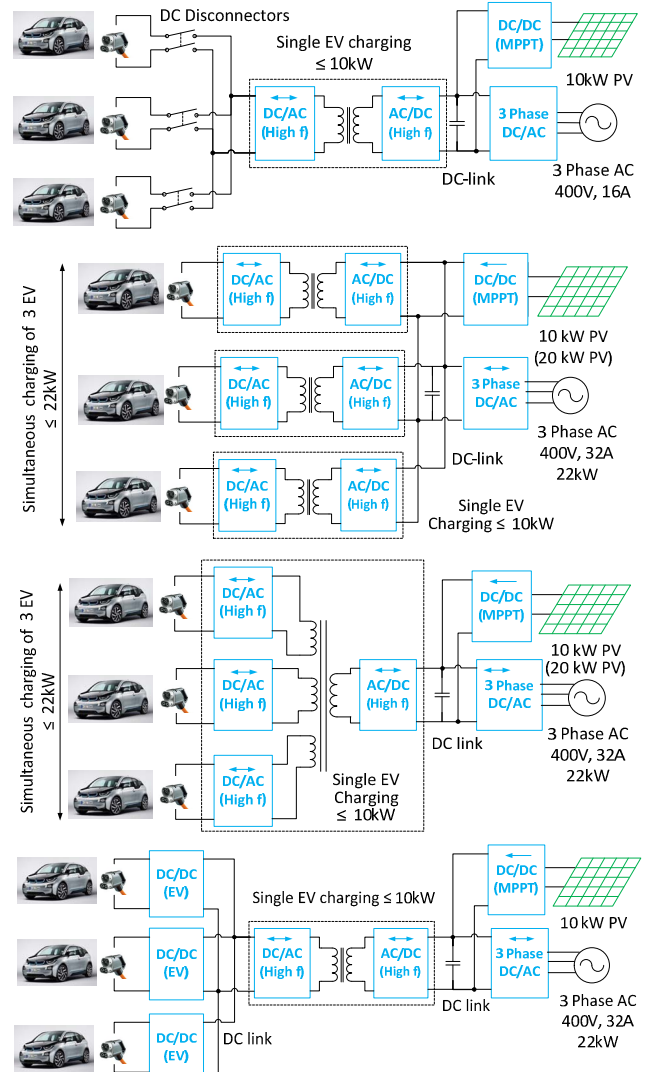 DC Disconnectors
Single EV charging
≤ 10kW
DC/AC
(High f)
AC/DC
(High f)
DC/DC
(MPPT)
10kW PV
3 Phase
DC/AC
DC-link
3 Phase AC
400V, 16A
Simultaneous charging of 3 EV
≤ 22kW
DC/AC
(High f)
AC/DC
(High f)
DC/DC
(MPPT)
10 kW PV
(20 kW PV)
DC/AC
(High f)
AC/DC
(High f)
3 Phase
DC/AC
3 Phase AC
400V, 32A
22kW
DC-link
DC/AC
(High f)
AC/DC
(High f)
Single EV
Charging ≤ 10kW
Simultaneous charging of 3 EV
≤ 22kW
DC/AC
(High f)
DC/DC
(MPPT)
10 kW PV
(20 kW PV)
DC/AC
(High f)
AC/DC
(High f)
3 Phase
DC/AC
DC link
3 Phase AC
400V, 32A
22kW
DC/AC
(High f)
Single EV
Charging
≤ 10kW
DC/DC
(EV)
Single EV charging ≤ 10kW
DC/DC
(MPPT)
10 kW PV
DC/DC
(EV)
DC/AC
(High f)
AC/DC
(High f)
3 Phase
DC/AC
DC link
3 Phase AC
400V, 32A
22kW
DC/DC
(EV)
DC link